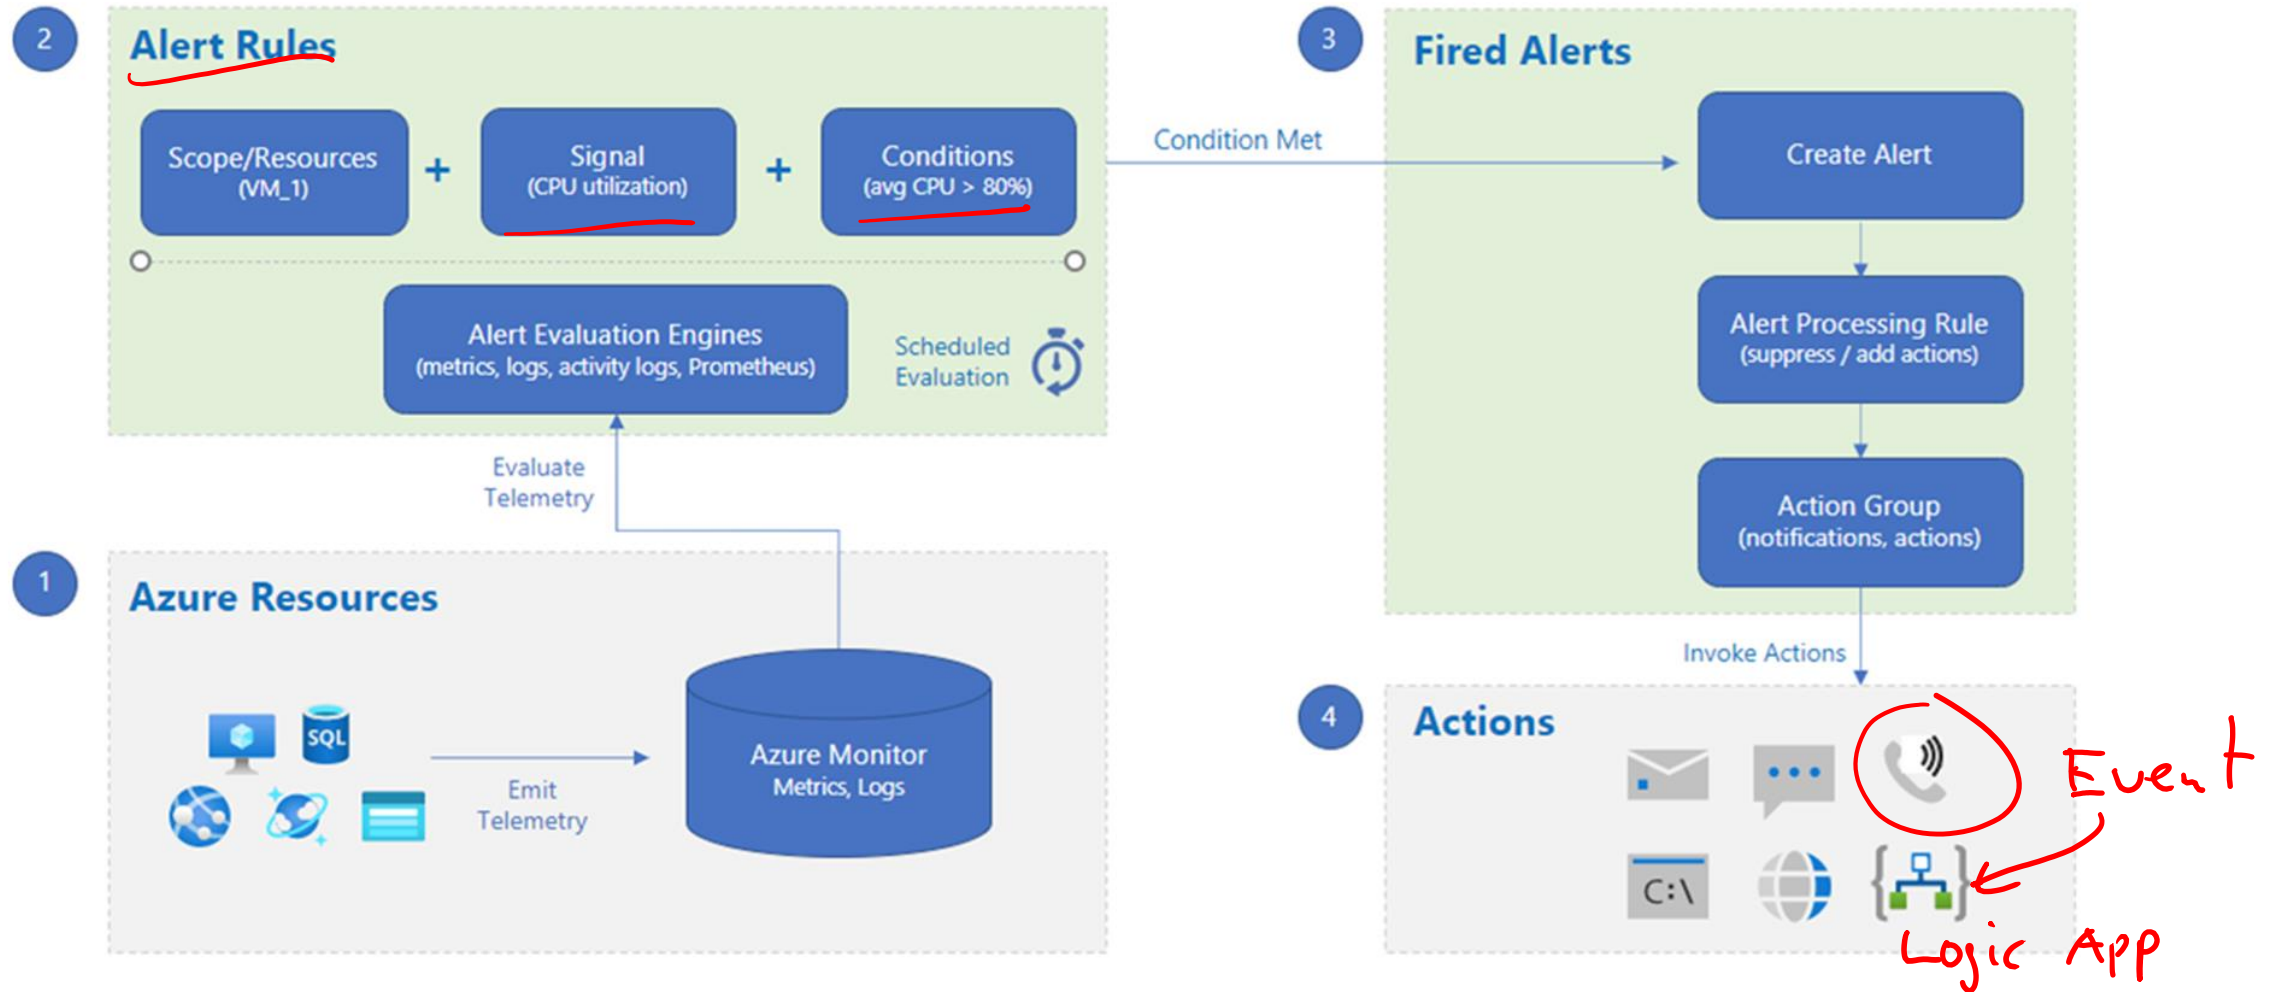 2
Alert Rules
Scope/Resources
(VM_1)
+
Signal
(CPU utilization)
+
Conditions
(avg CPU > 80%)
Alert Evaluation Engines
(metrics, logs, activity logs, Prometheus)
Scheduled
Evaluation
Condition Met
3
Fired Alerts
Create Alert
Alert Processing Rule
(suppress / add actions)
Action Group
(notifications, actions)
Evaluate
Telemetry
1
Azure Resources
SQL
Emit
Telemetry
Azure Monitor
Metrics, Logs
Invoke Actions
4
Actions
C:\
Event
Logic App